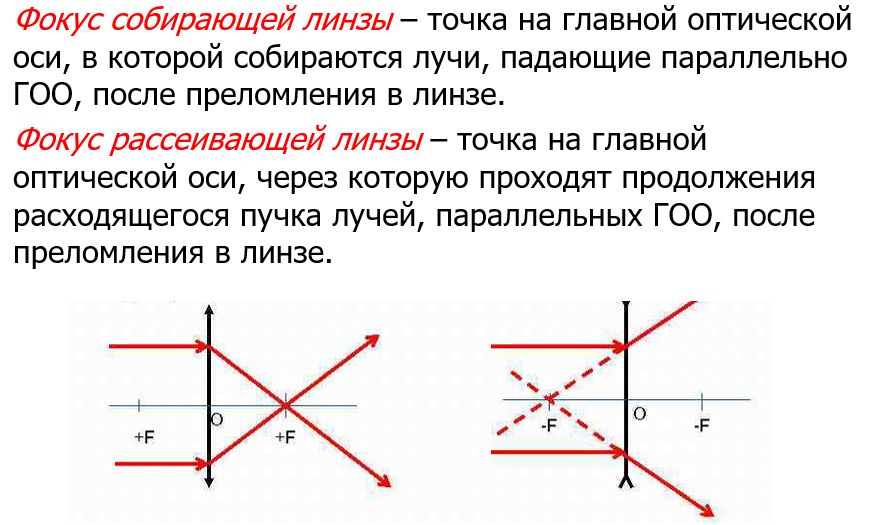 Фокус собирающей линзы – точка на главной оптической
оси, в которой собираются лучи, падающие параллельно
ГОО, после преломления в линзе.
Фокус рассеивающей линзы – точка на главной
оптической оси, через которую проходят продолжения
расходящегося пучка лучей, параллельных ГОО, после
преломления в линзе.
+F O +F
-F O -F